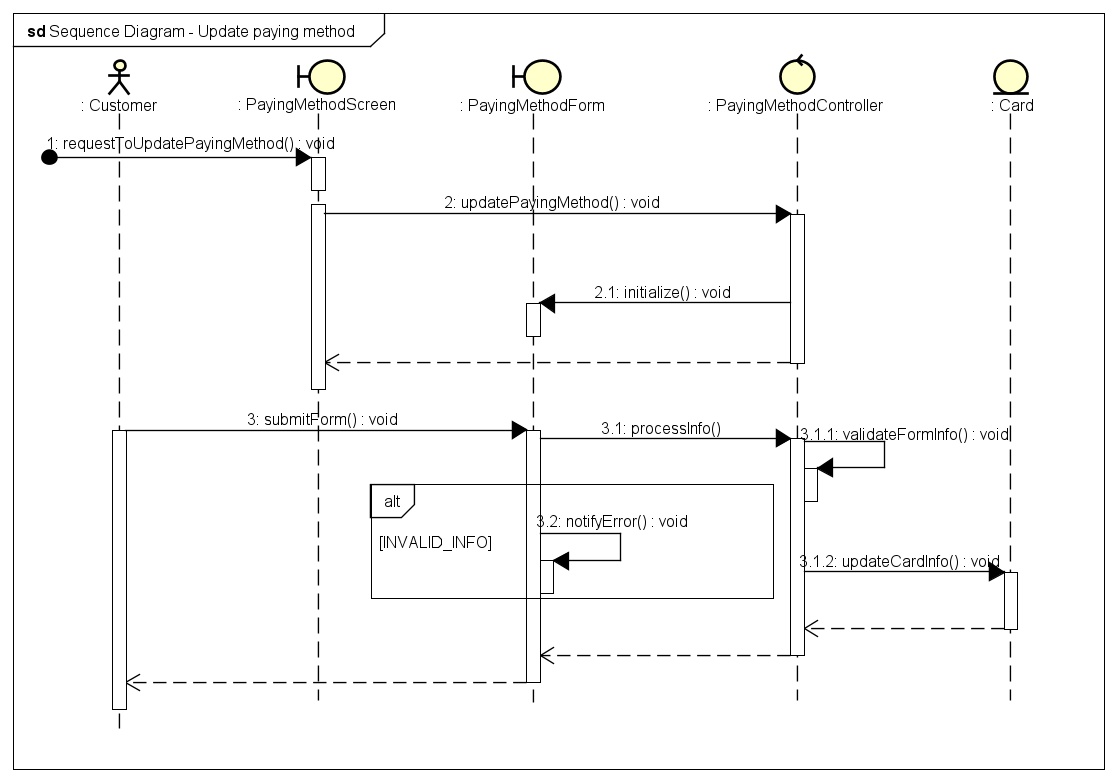 sd Sequence Diagram - Update paying method
: Customer
: PayingMethodScreen
: PayingMethodForm
: PayingMethodController
: Card
1: requestToUpdatePayingMethod() : void
2: updatePayingMethod() : void
2.1: initialize() : void
3: submitForm() : void
3.1: processInfo()
3.1.1: validateFormInfo() : void
alt
3.2: notifyError() : void
[INVALID_INFO]
3.1.2: updateCardInfo() : void